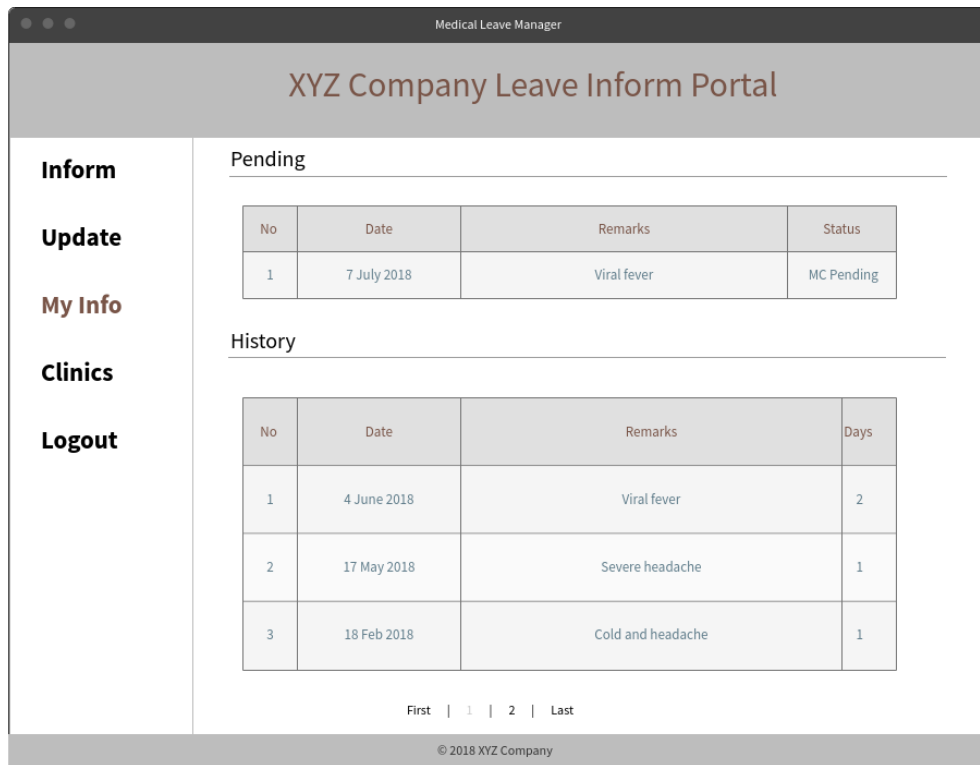 Medical Leave Manager
XYZ Company Leave Inform Portal
Inform
Update
My Info
Clinics
Logout
Pending
No Date Remarks Status
1 7 July 2018 Viral fever MC Pending
History
No Date Remarks Days
1 4 June 2018 Viral fever 2
2 17 May 2018 Severe headache 1
3 18 Feb 2018 Cold and headache 1
First | 1 | 2 | Last
© 2018 XYZ Company